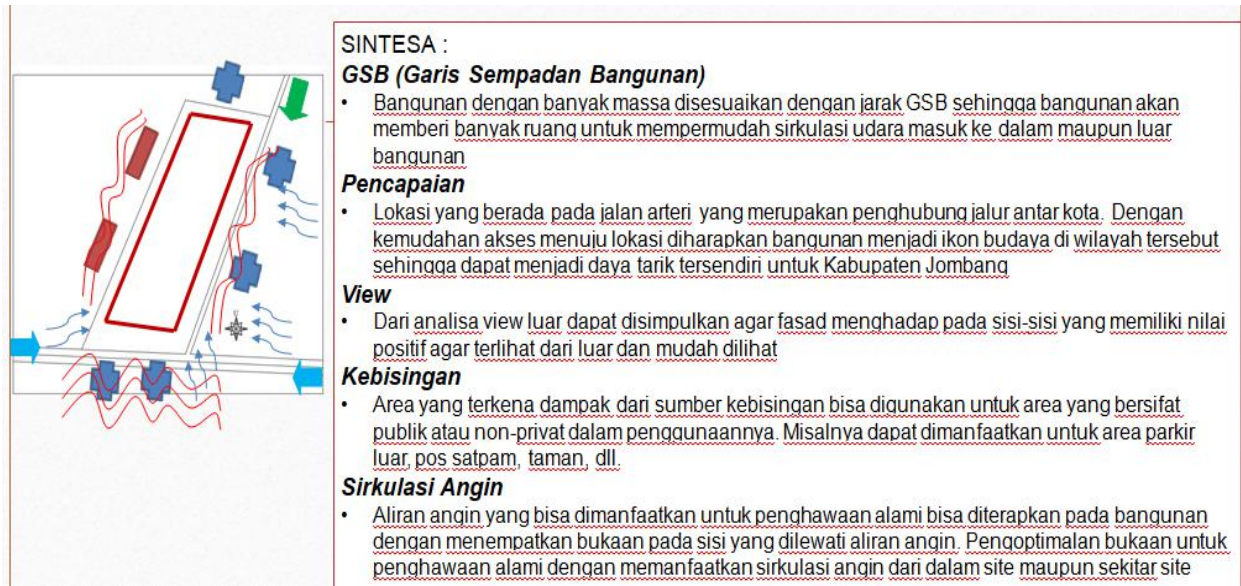 SINTESA :
GSB (Garis Sempadan Bangunan)
• Bangunan dengan banyak massa disesuaikan dengan jarak GSB sehingga bangunan akan
memberi banyak ruang untuk mempermudah sirkulasi udara masuk ke dalam maupun luar
bangunan
Pencapaian
• Lokasi yang berada pada jalan arteri yang merupakan penghubung jalur antar kota. Dengan
kemudahan akses menuju lokasi diharapkan bangunan menjadi ikon budaya di wilayah tersebut
sehingga dapat menjadi daya tarik tersendiri untuk Kabupaten Jombang
View
• Dari analisa view luar dapat disimpulkan agar fasad menghadap pada sisi-sisi yang memiliki nilai
positif agar terlihat dari luar dan mudah dilihat
Kebisingan
• Area yang terkena dampak dari sumber kebisingan bisa digunakan untuk area yang bersifat
publik atau non-privat dalam penggunaannya. Misalnya dapat dimanfaatkan untuk area parkir
luar, pos satpam, taman, dll.
Sirkulasi Angin
• Aliran angin yang bisa dimanfaatkan untuk penghawaan alami bisa diterapkan pada bangunan
dengan menempatkan bukaan pada sisi yang dilewati aliran angin. Pengoptimalan bukaan untuk
penghawaan alami dengan memanfaatkan sirkulasi angin dari dalam site maupun sekitar site